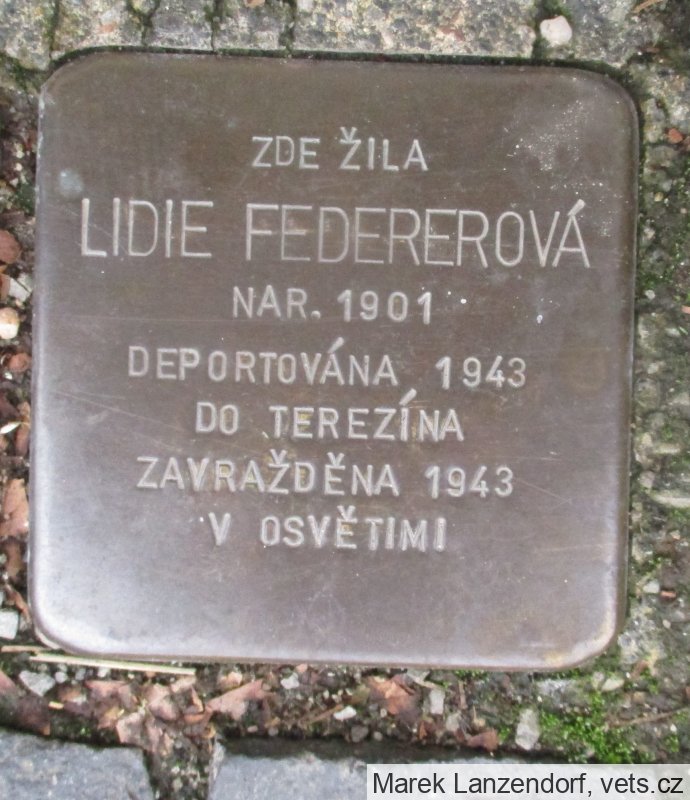 ZDE ŽILA
LIDIE FEDEREROVÁ
NAR. 1901
DEPORTOVÁNA 1943
DO TEREZÍNA
ZAVRAŽDĚNA 1943
V OSVĚTIMI
Marek Lanzendorf, vets.cz